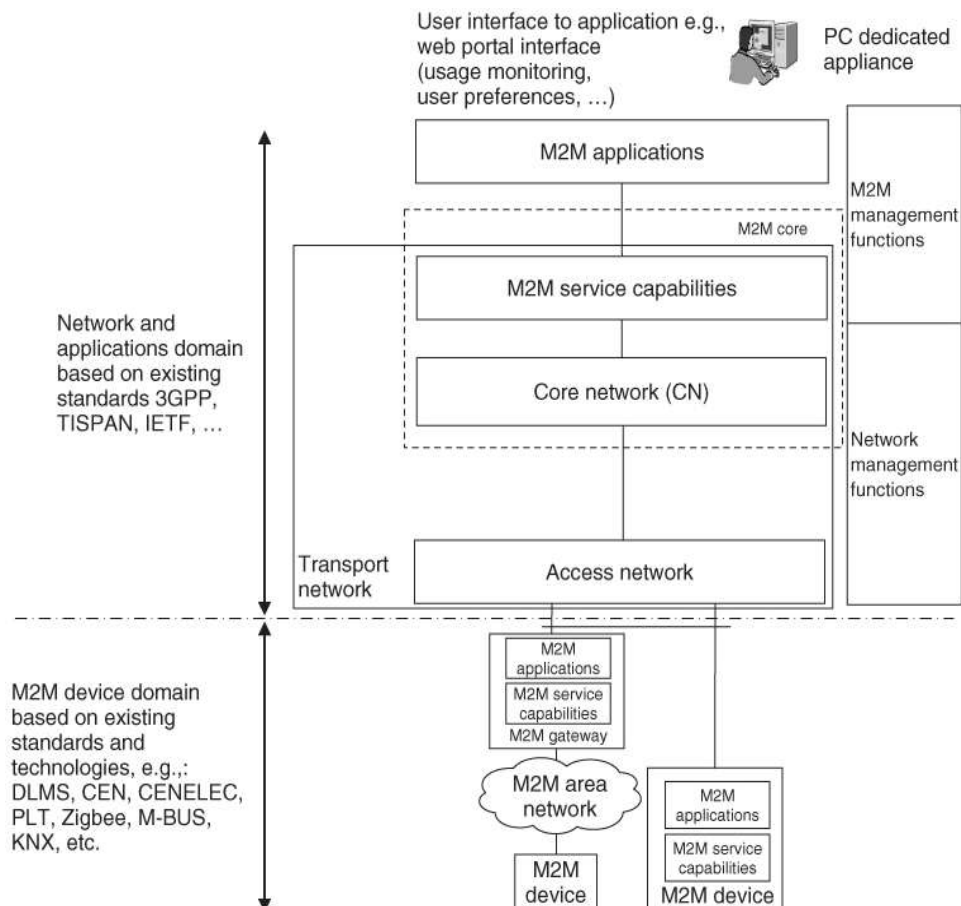 User interface to application e.g.,
web portal interface
(usage monitoring,
user preferences, …)
PC dedicated
appliance
M2M applications
M2M
management
functions
M2M core
M2M service capabilities
Network and
applications domain
based on existing
standards 3GPP,
TISPAN, IETF, …
Core network (CN)
Network
management
functions
Transport
network
Access network
M2M device domain
based on existing
standards and
technologies, e.g.,:
DLMS, CEN, CENELEC,
PLT, Zigbee, M-BUS,
KNX, etc.
M2M
applications
M2M service
capabilities
M2M gateway
M2M area
network
M2M
device
M2M
applications
M2M service
capabilities
M2M device